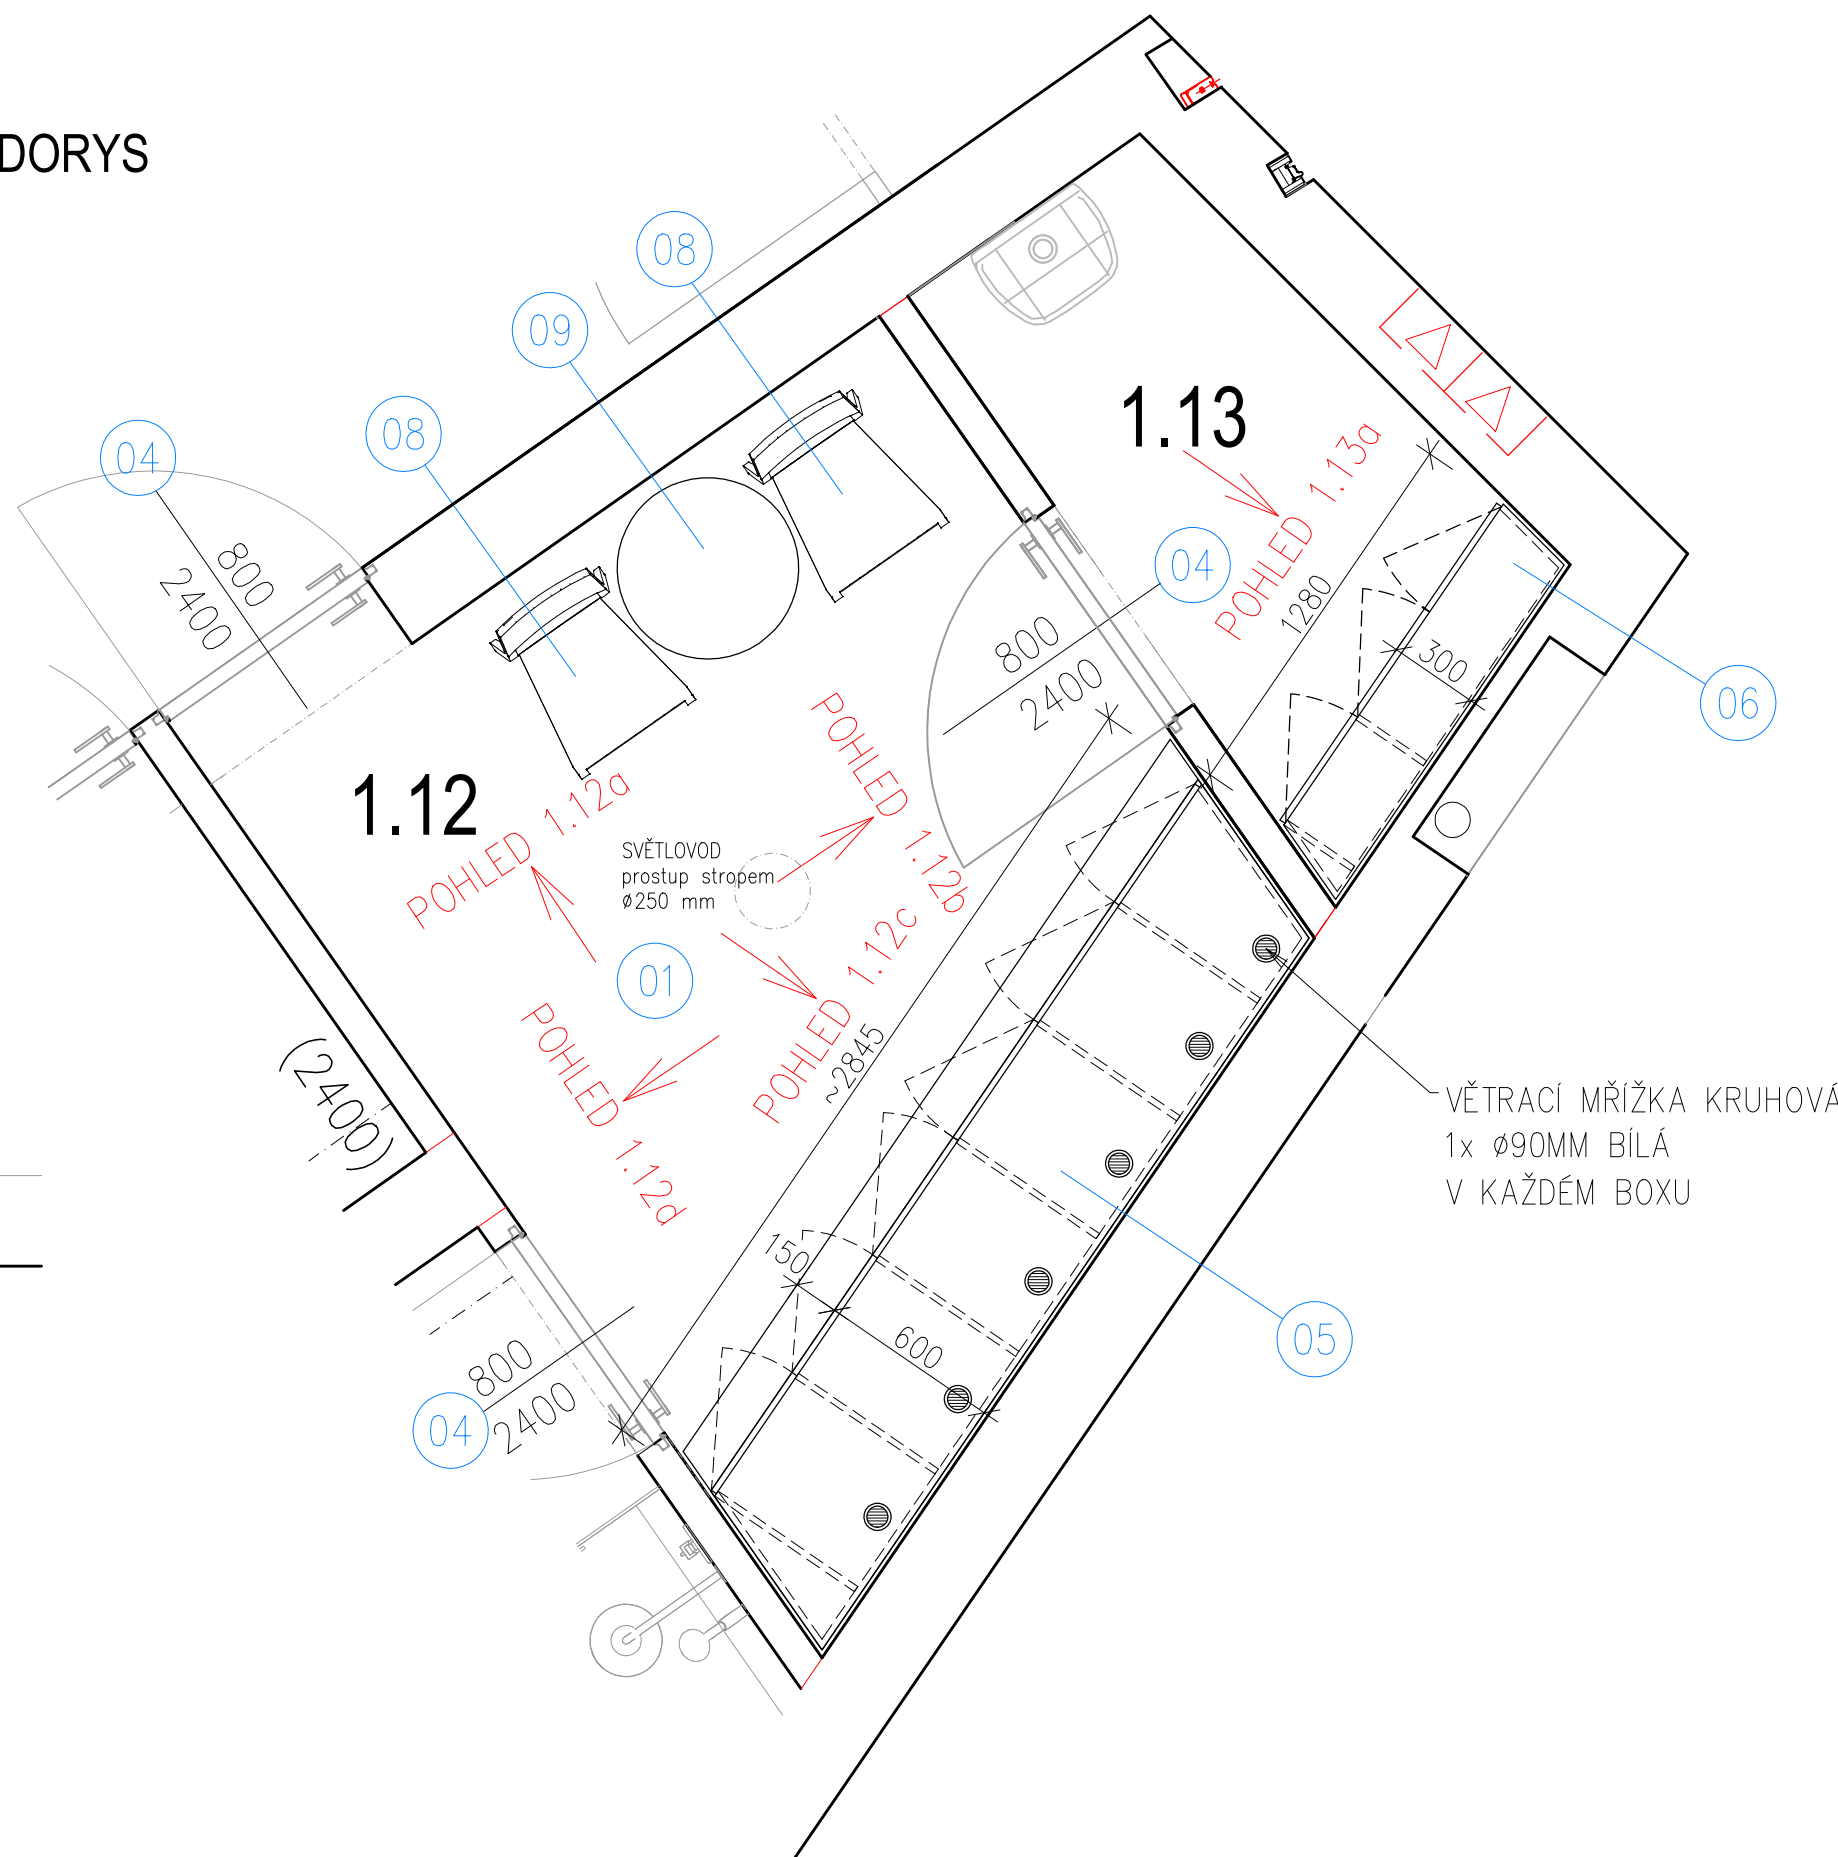 DORYS
08
09
08
04
1.13
POHLED 1.13a
800
2400
04
800
2400
1280
300
06
1.12
POHLED 1.12a
POHLED 1.12b
SVĚTLOVOD
prostup stropem
ø250 mm
01
POHLED 1.12c
POHLED 1.12d
~2845
(2400)
VĚTRACÍ MŘÍŽKA KRUHOVÁ
1x ø90MM BÍLÁ
V KAŽDÉM BOXU
150
600
05
800
2400
04